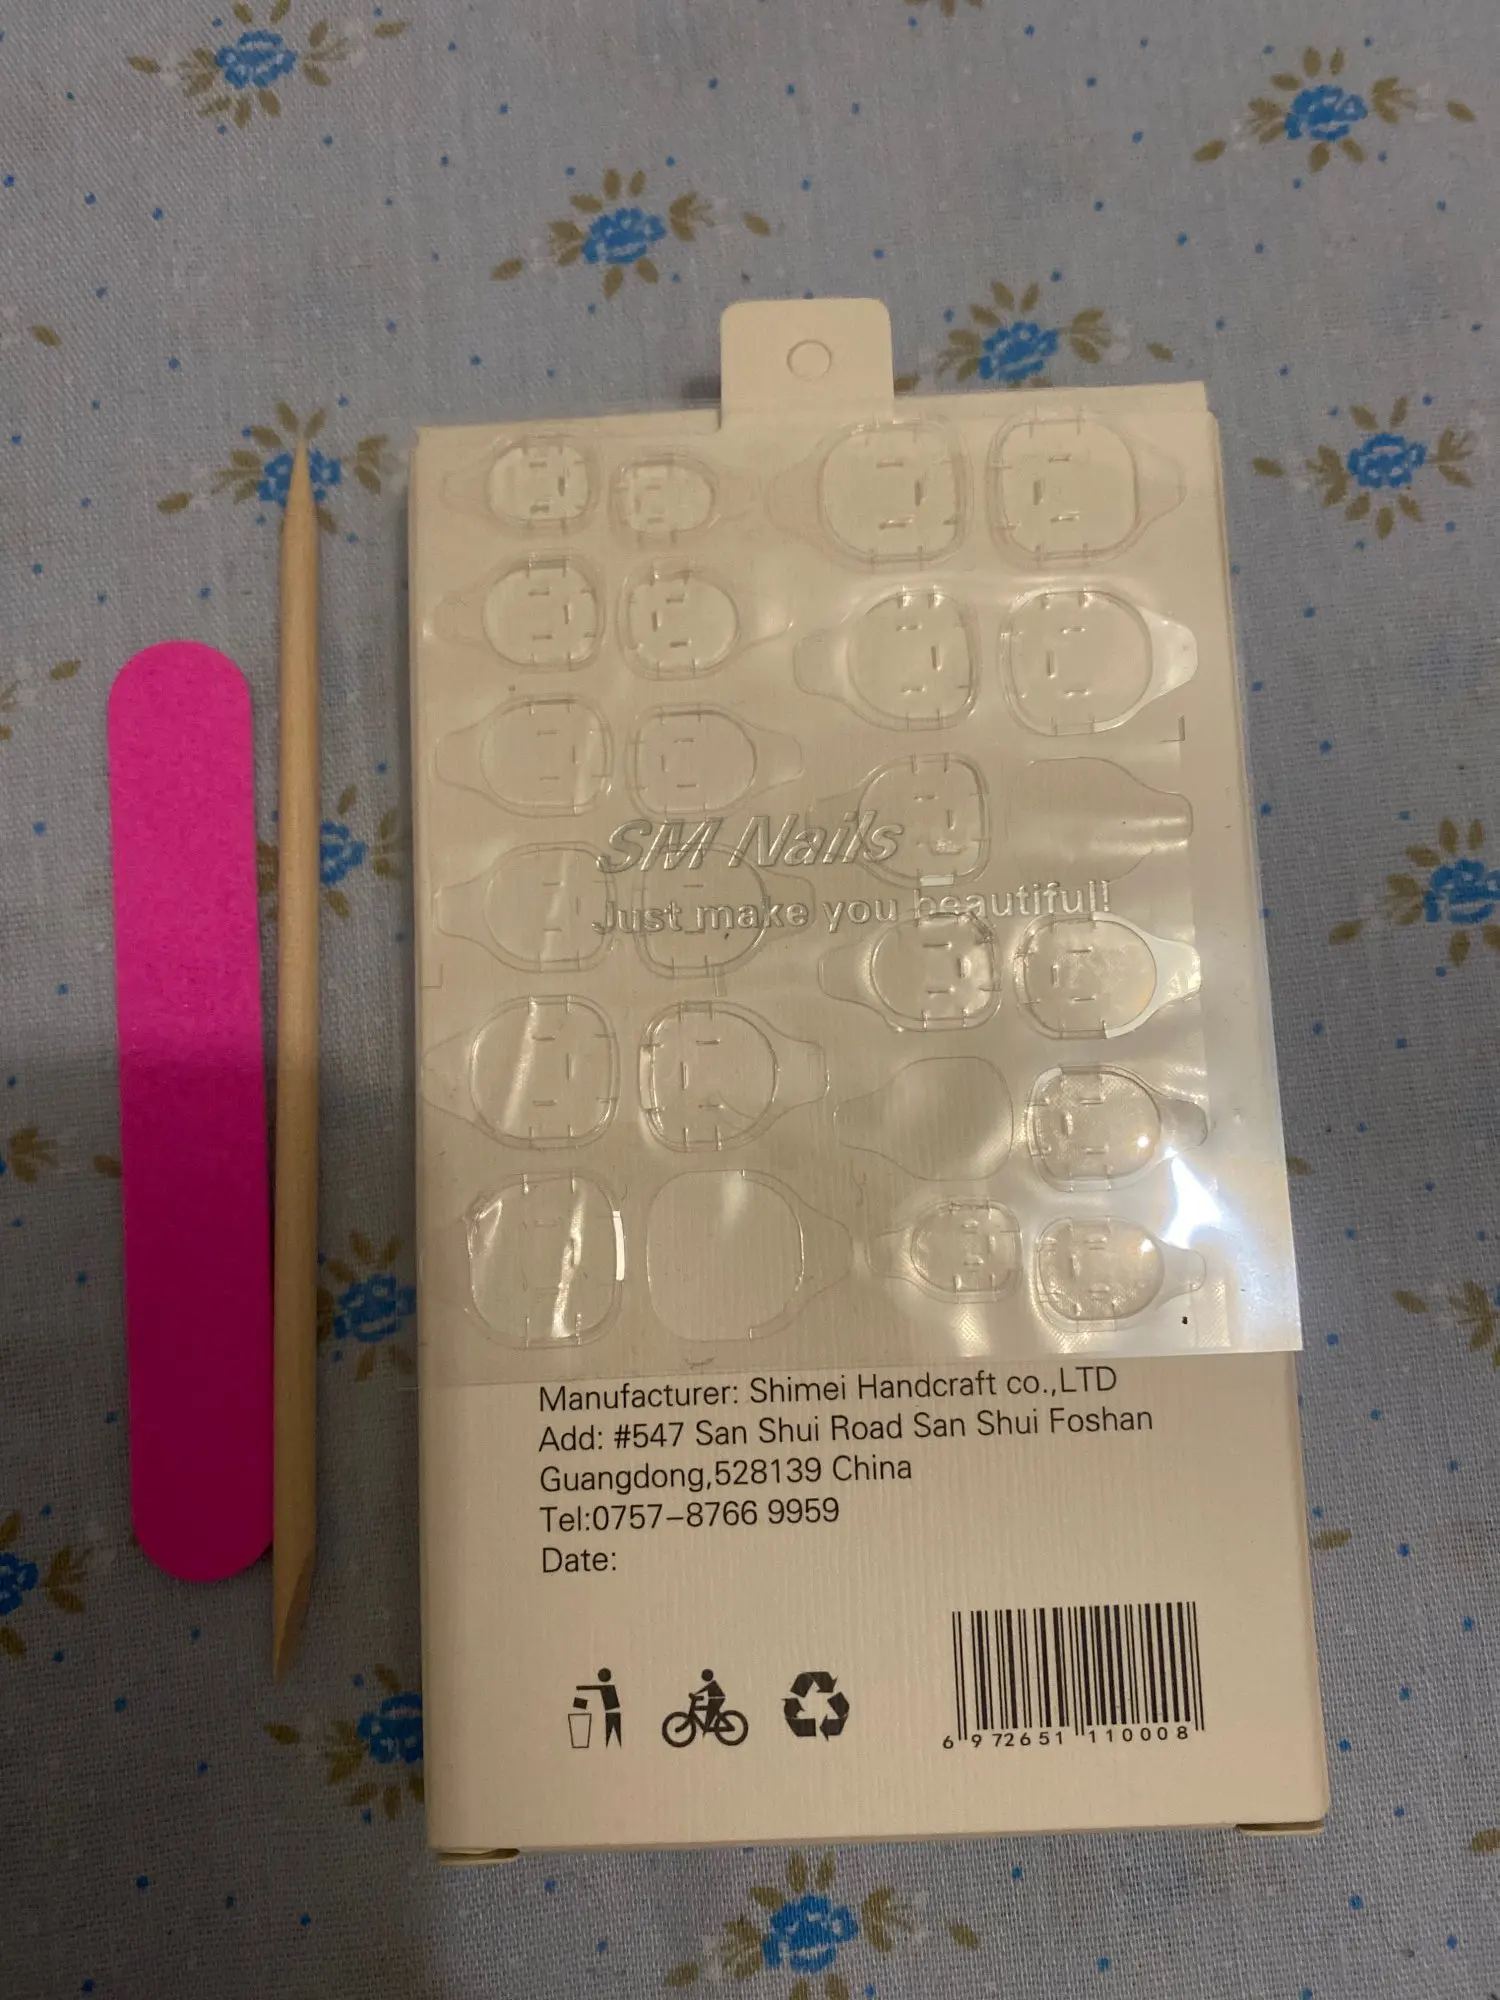 SM Nails
Just make you beautiful!
Manufacturer: Shimei Handcraft co.,LTD
Add: #547 San Shui Road San Shui Foshan
Guangdong,528139 China
Tel:0757–8766 9959
Date:
6 972651 110008